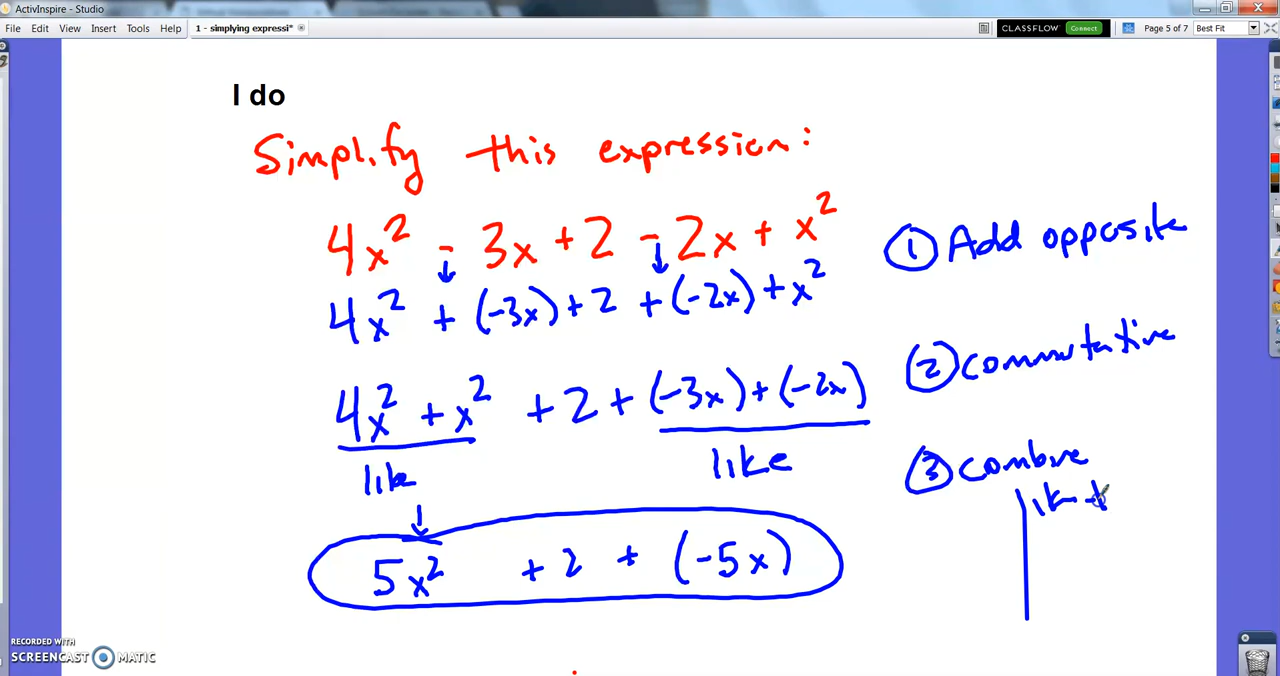 ActivInspire - Studio
File Edit View Insert Tools Help 1 - simplying expressi* CLASSFLOW Connect Page 5 of 7 Best Fit
I do
Simplify this expression:
4x² - 3x + 2 - 2x + x²
① Add opposite
4x² + (-3x) + 2 + (-2x) + x²
② commutative
4x² + x² + 2 + (-3x) + (-2x)
like like
③ combine
like t
5x² + 2 + (-5x)
RECORDED WITH
SCREENCAST MATIC